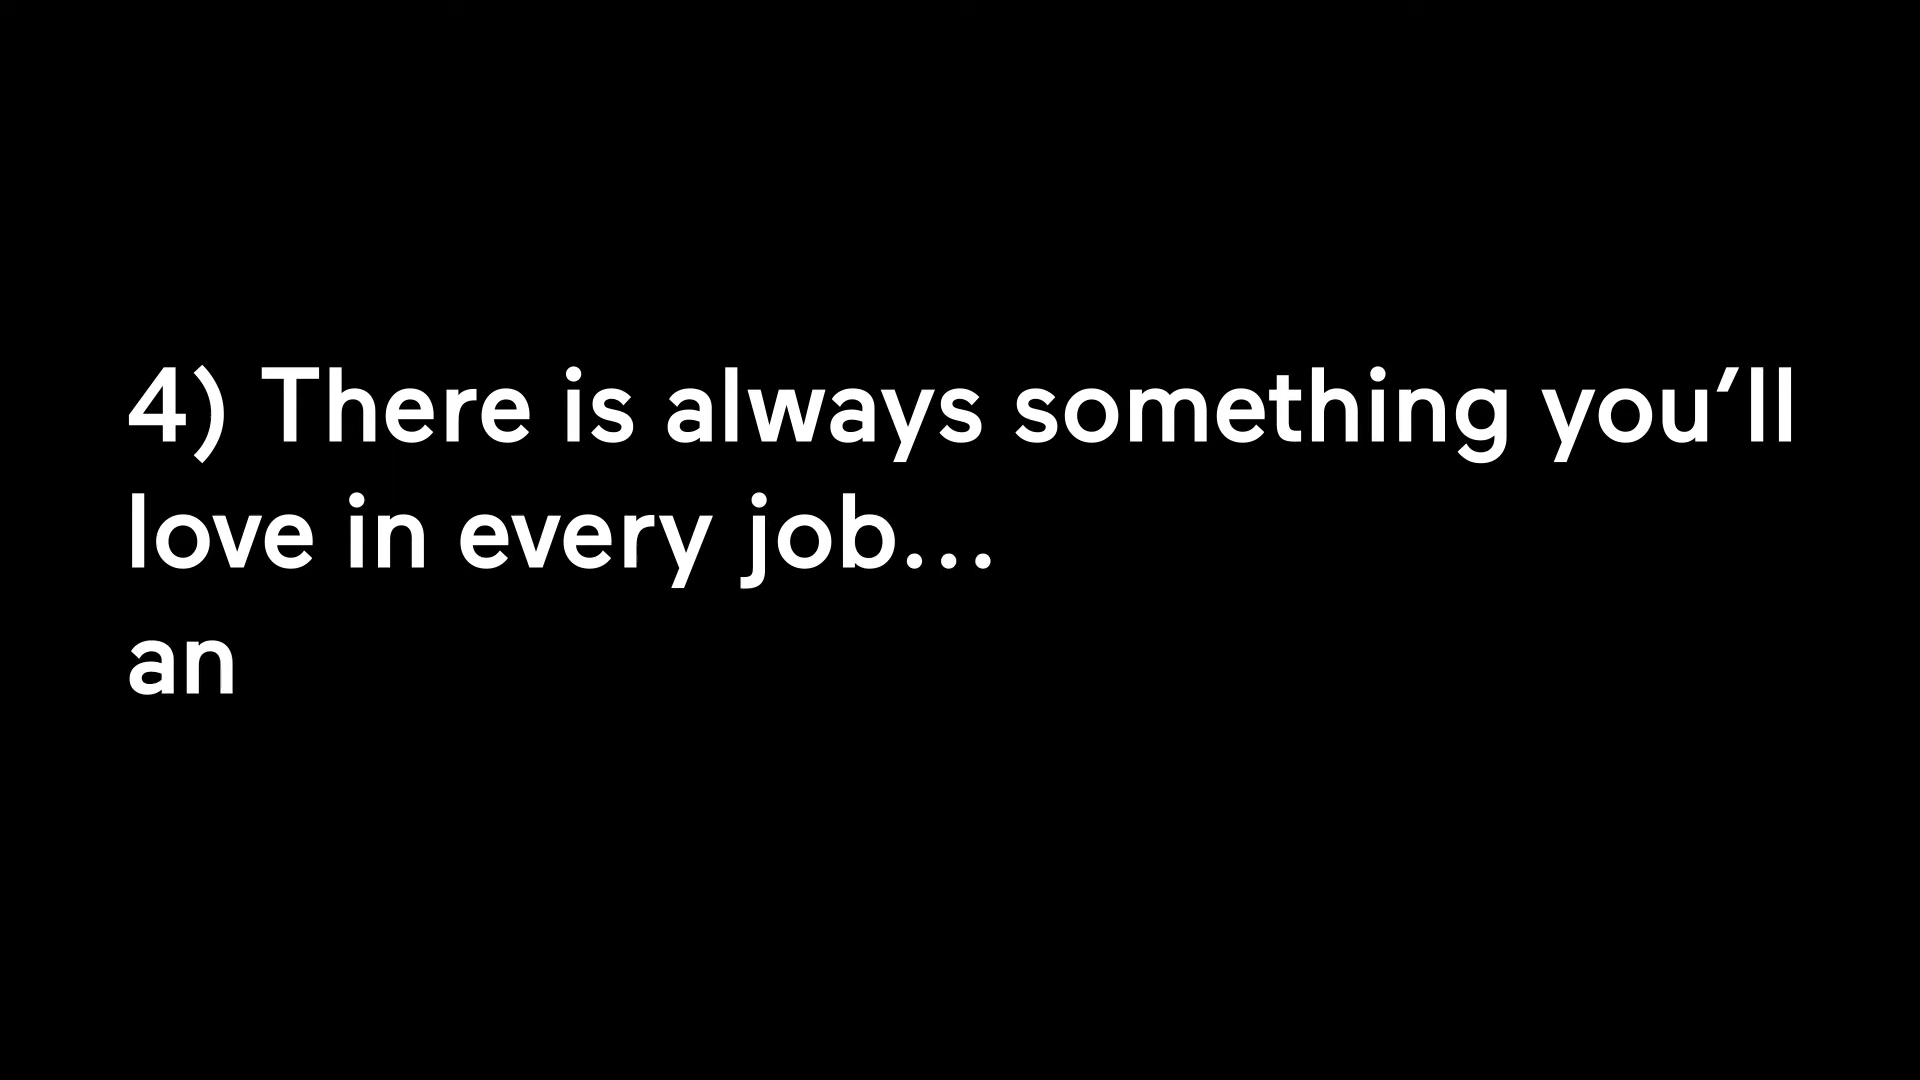 4) There is always something you’ll
love in every job...
an